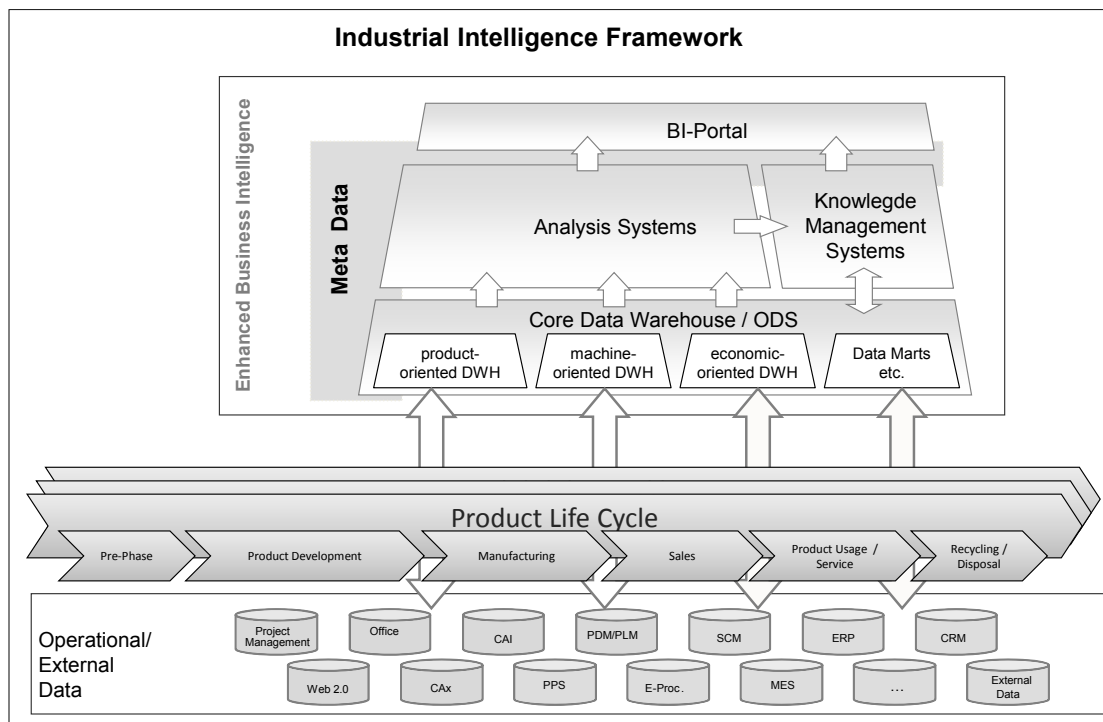 Industrial Intelligence Framework
Enhanced Business Intelligence
Meta Data
BI-Portal
Analysis Systems
Knowlegde
Management
Systems
Core Data Warehouse / ODS
product-
oriented DWH
machine-
oriented DWH
economic-
oriented DWH
Data Marts
etc.
Product Life Cycle
Pre-Phase
Product Development
Manufacturing
Sales
Product Usage /
Service
Recycling /
Disposal
Operational/
External
Data
Project
Management
Office
CAI
PDM/PLM
SCM
ERP
CRM
Web 2.0
CAx
PPS
E-Proc.
MES
...
External
Data